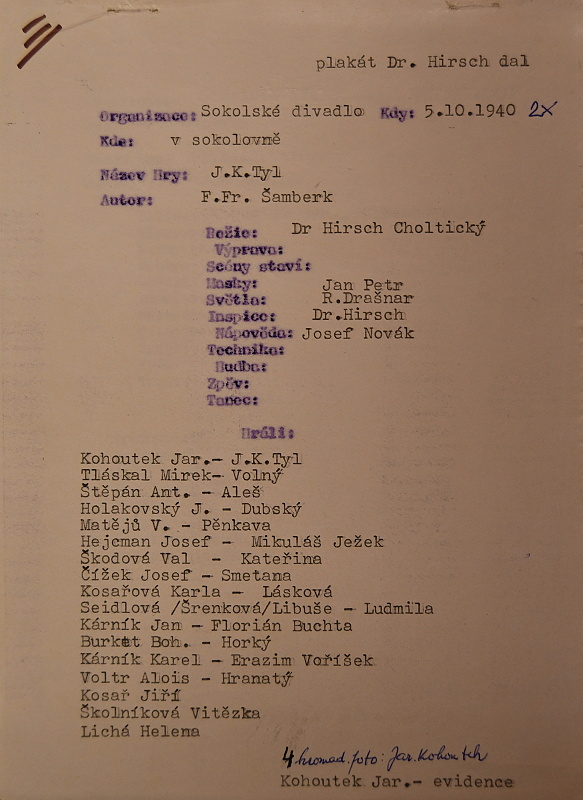 plakát Dr. Hirsch dal
Organizace: Sokolské divadlo Kdy: 5.10.1940 2x
Kde: v sokolovně
Název Hry: J.K.Tyl
Autor: F.Fr. Šamberk
Režie: Dr Hirsch Choltický
Výprava:
Scény staví:
Masky: Jan Petr
Světla: R.Drašnar
Inspice: Dr.Hirsch
Nápověda: Josef Novák
Technika:
Hudba:
Zpěv:
Tanec:
Hráli:
Kohoutek Jar.- J.K.Tyl
Tláskal Mirek- Volný
Štěpán Ant. - Aleš
Holakovský J. - Dubský
Matějů V. - Pěnkava
Hejcman Josef - Mikuláš Ježek
Škodová Val - Kateřina
Čížek Josef - Smetana
Kosařová Karla - Lásková
Seidlová /Šrenková/Libuše - Ludmila
Kárník Jan - Florián Buchta
Burket Boh. - Horký
Kárník Karel - Erazim Voříšek
Voltr Alois - Hranatý
Kosař Jiří
Školníková Vitězka
Lichá Helena
4 hromad. foto: Jar. Kohoutek
Kohoutek Jar.- evidence